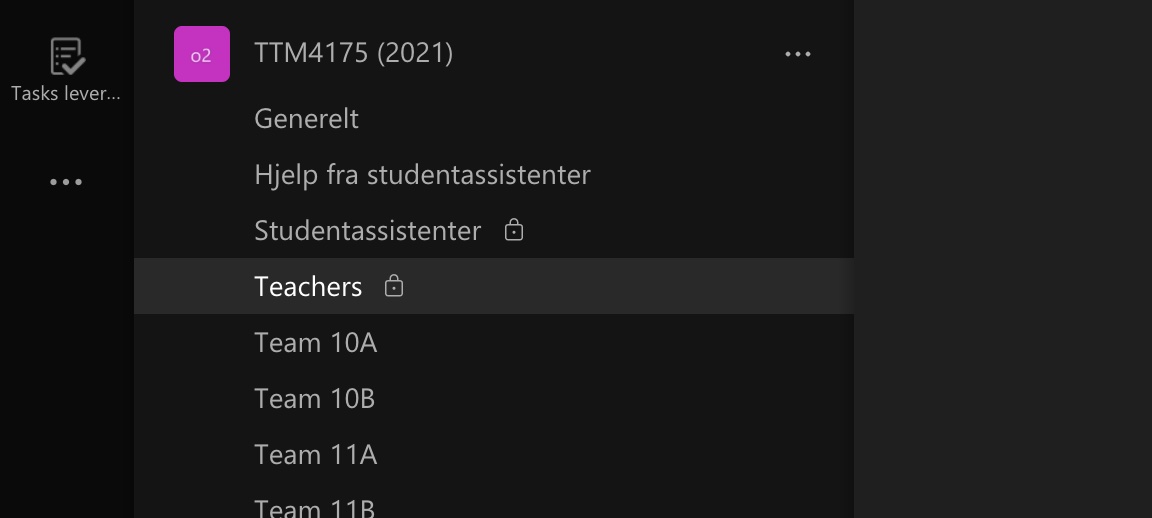 Tasks lever...
o2
TTM4175 (2021)
Generelt
Hjelp fra studentassistenter
Studentassistenter
Teachers
Team 10A
Team 10B
Team 11A
Team 11B